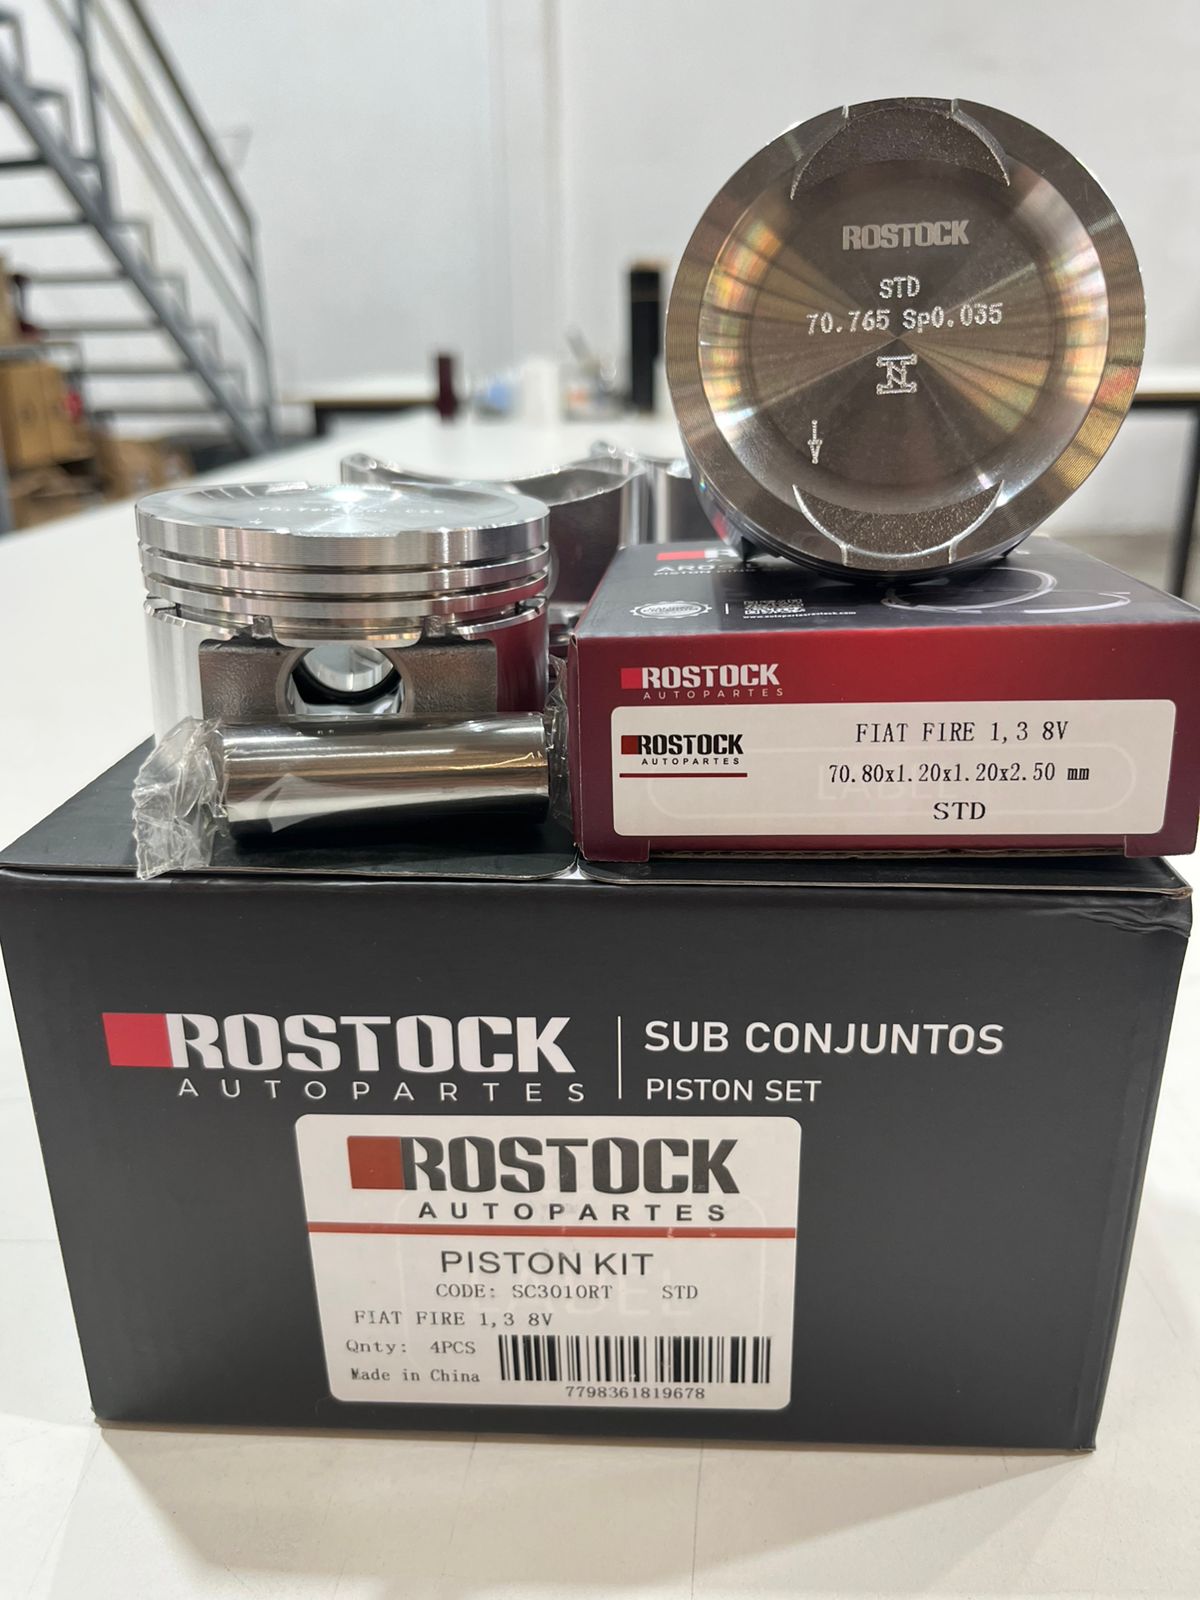 ROSTOCK
STD
70.765 Sp0.035
N
ROSTOCK
AUTOPARTES
ROSTOCK
AUTOPARTES
FIAT FIRE 1,3 8V
70.80x1.20x1.20x2.50 mm
STD
ROSTOCK
AUTOPARTES
SUB CONJUNTOS
PISTON SET
ROSTOCK
AUTOPARTES
PISTON KIT
CODE: SC3010RT STD
FIAT FIRE 1,3 8V
Qnty: 4PCS
Made in China
7798361819678